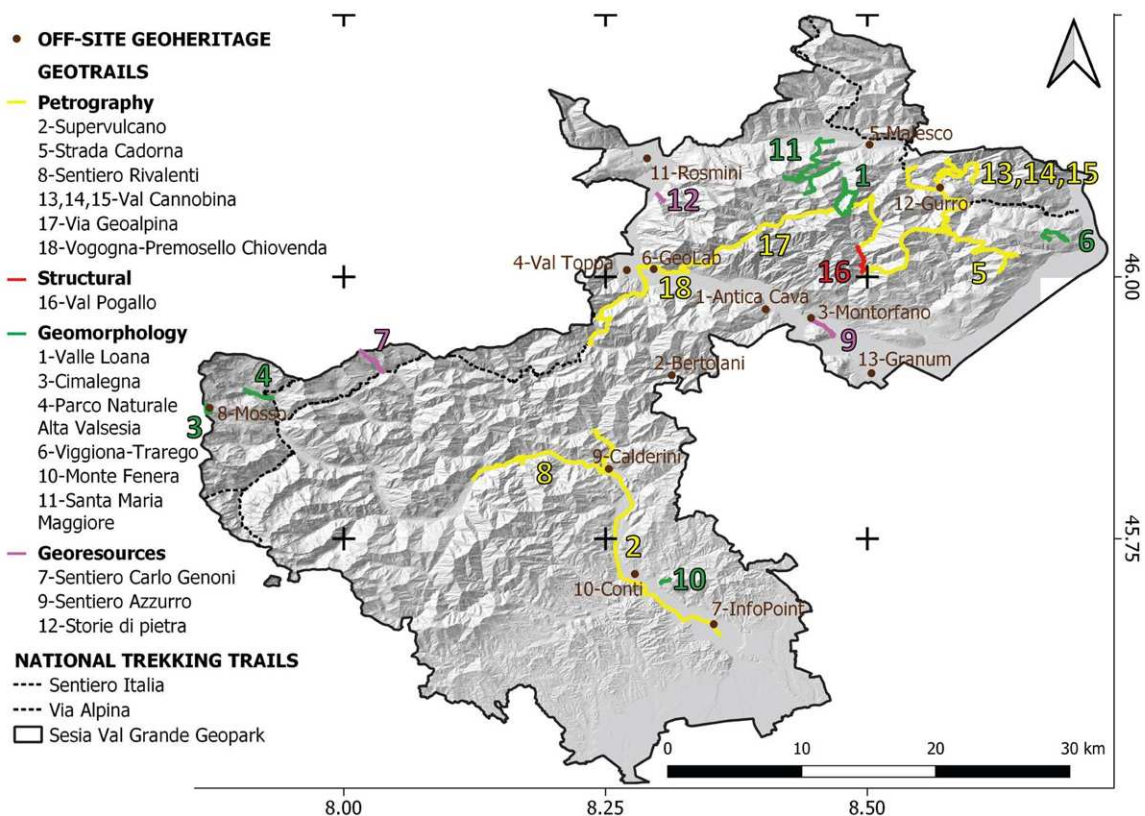 OFF-SITE GEOHERITAGE
GEOTRAILS
Petrography
2-Supervulcano
5-Strada Cadorna
8-Sentiero Rivalenti
13,14,15-Val Cannobina
17-Via Geoalpina
18-Vogogna-Premosello Chiovenda
Structural
16-Val Pogallo
Geomorphology
1-Valle Loana
3-Cimalegna
4-Parco Naturale
Alta Valsesia
6-Viggiona-Trarego
10-Monte Fenera
11-Santa Maria
Maggiore
Georesources
7-Sentiero Carlo Genoni
9-Sentiero Azzurro
12-Storie di pietra
NATIONAL TREKKING TRAILS
Sentiero Italia
Via Alpina
Sesia Val Grande Geopark
5-Malesco
11
11-Rosmini
1
13,14,15
12
12-Gurro
17
6
4-Val Toppa
6-GeoLab
16
5
18
46.00
1-Antica Cava
3-Montorfano
7
9
2-Bertolani
13-Granum
4
8-Mosso
3
9-Calderini
8
2
45.75
10-Conti
10
7-InfoPoint
0 10 20 30 km
8.00 8.25 8.50